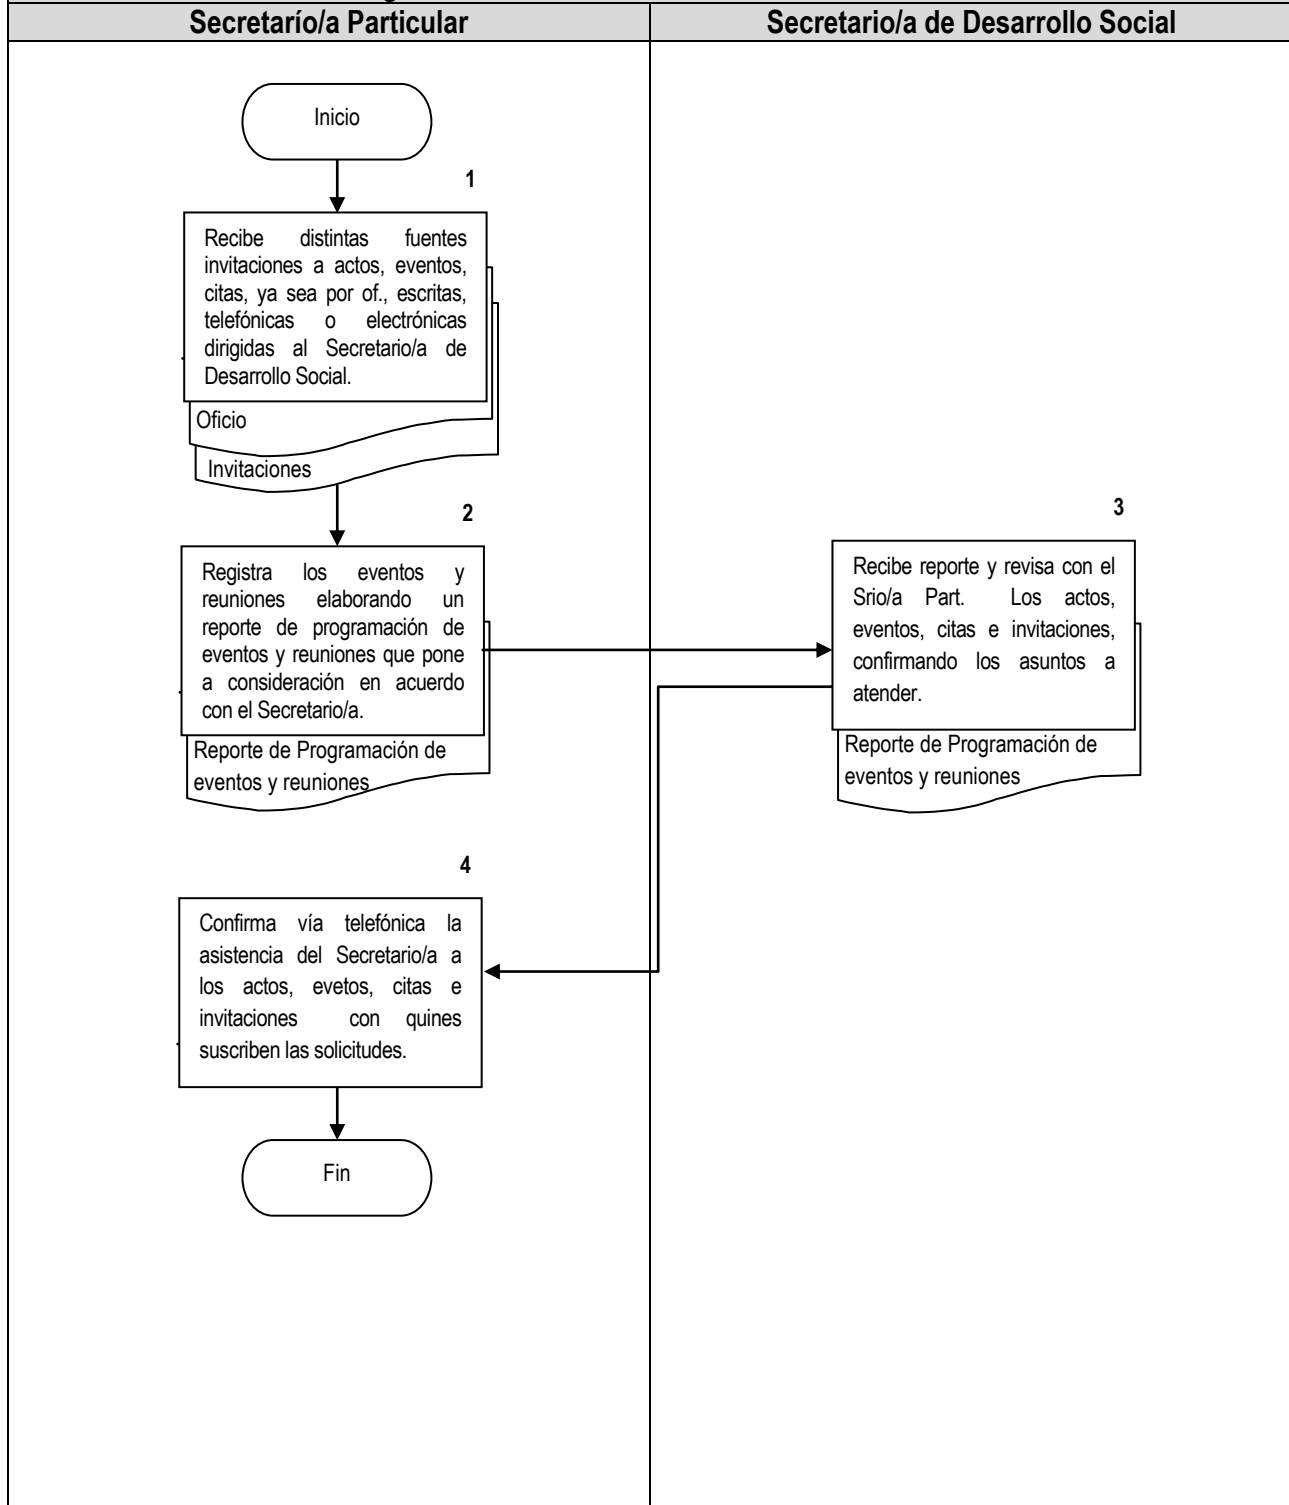 Secretarío/a Particular
Secretario/a de Desarrollo Social
Inicio
1
Recibe distintas fuentes
invitaciones a actos, eventos,
citas, ya sea por of., escritas,
telefónicas o electrónicas
dirigidas al Secretario/a de
Desarrollo Social.
Oficio
Invitaciones
2
Registra los eventos y
reuniones elaborando un
reporte de programación de
eventos y reuniones que pone
a consideración en acuerdo
con el Secretario/a.
Reporte de Programación de
eventos y reuniones
3
Recibe reporte y revisa con el
Srio/a Part. Los actos,
eventos, citas e invitaciones,
confirmando los asuntos a
atender.
Reporte de Programación de
eventos y reuniones
4
Confirma vía telefónica la
asistencia del Secretario/a a
los actos, evetos, citas e
invitaciones con quines
suscriben las solicitudes.
Fin